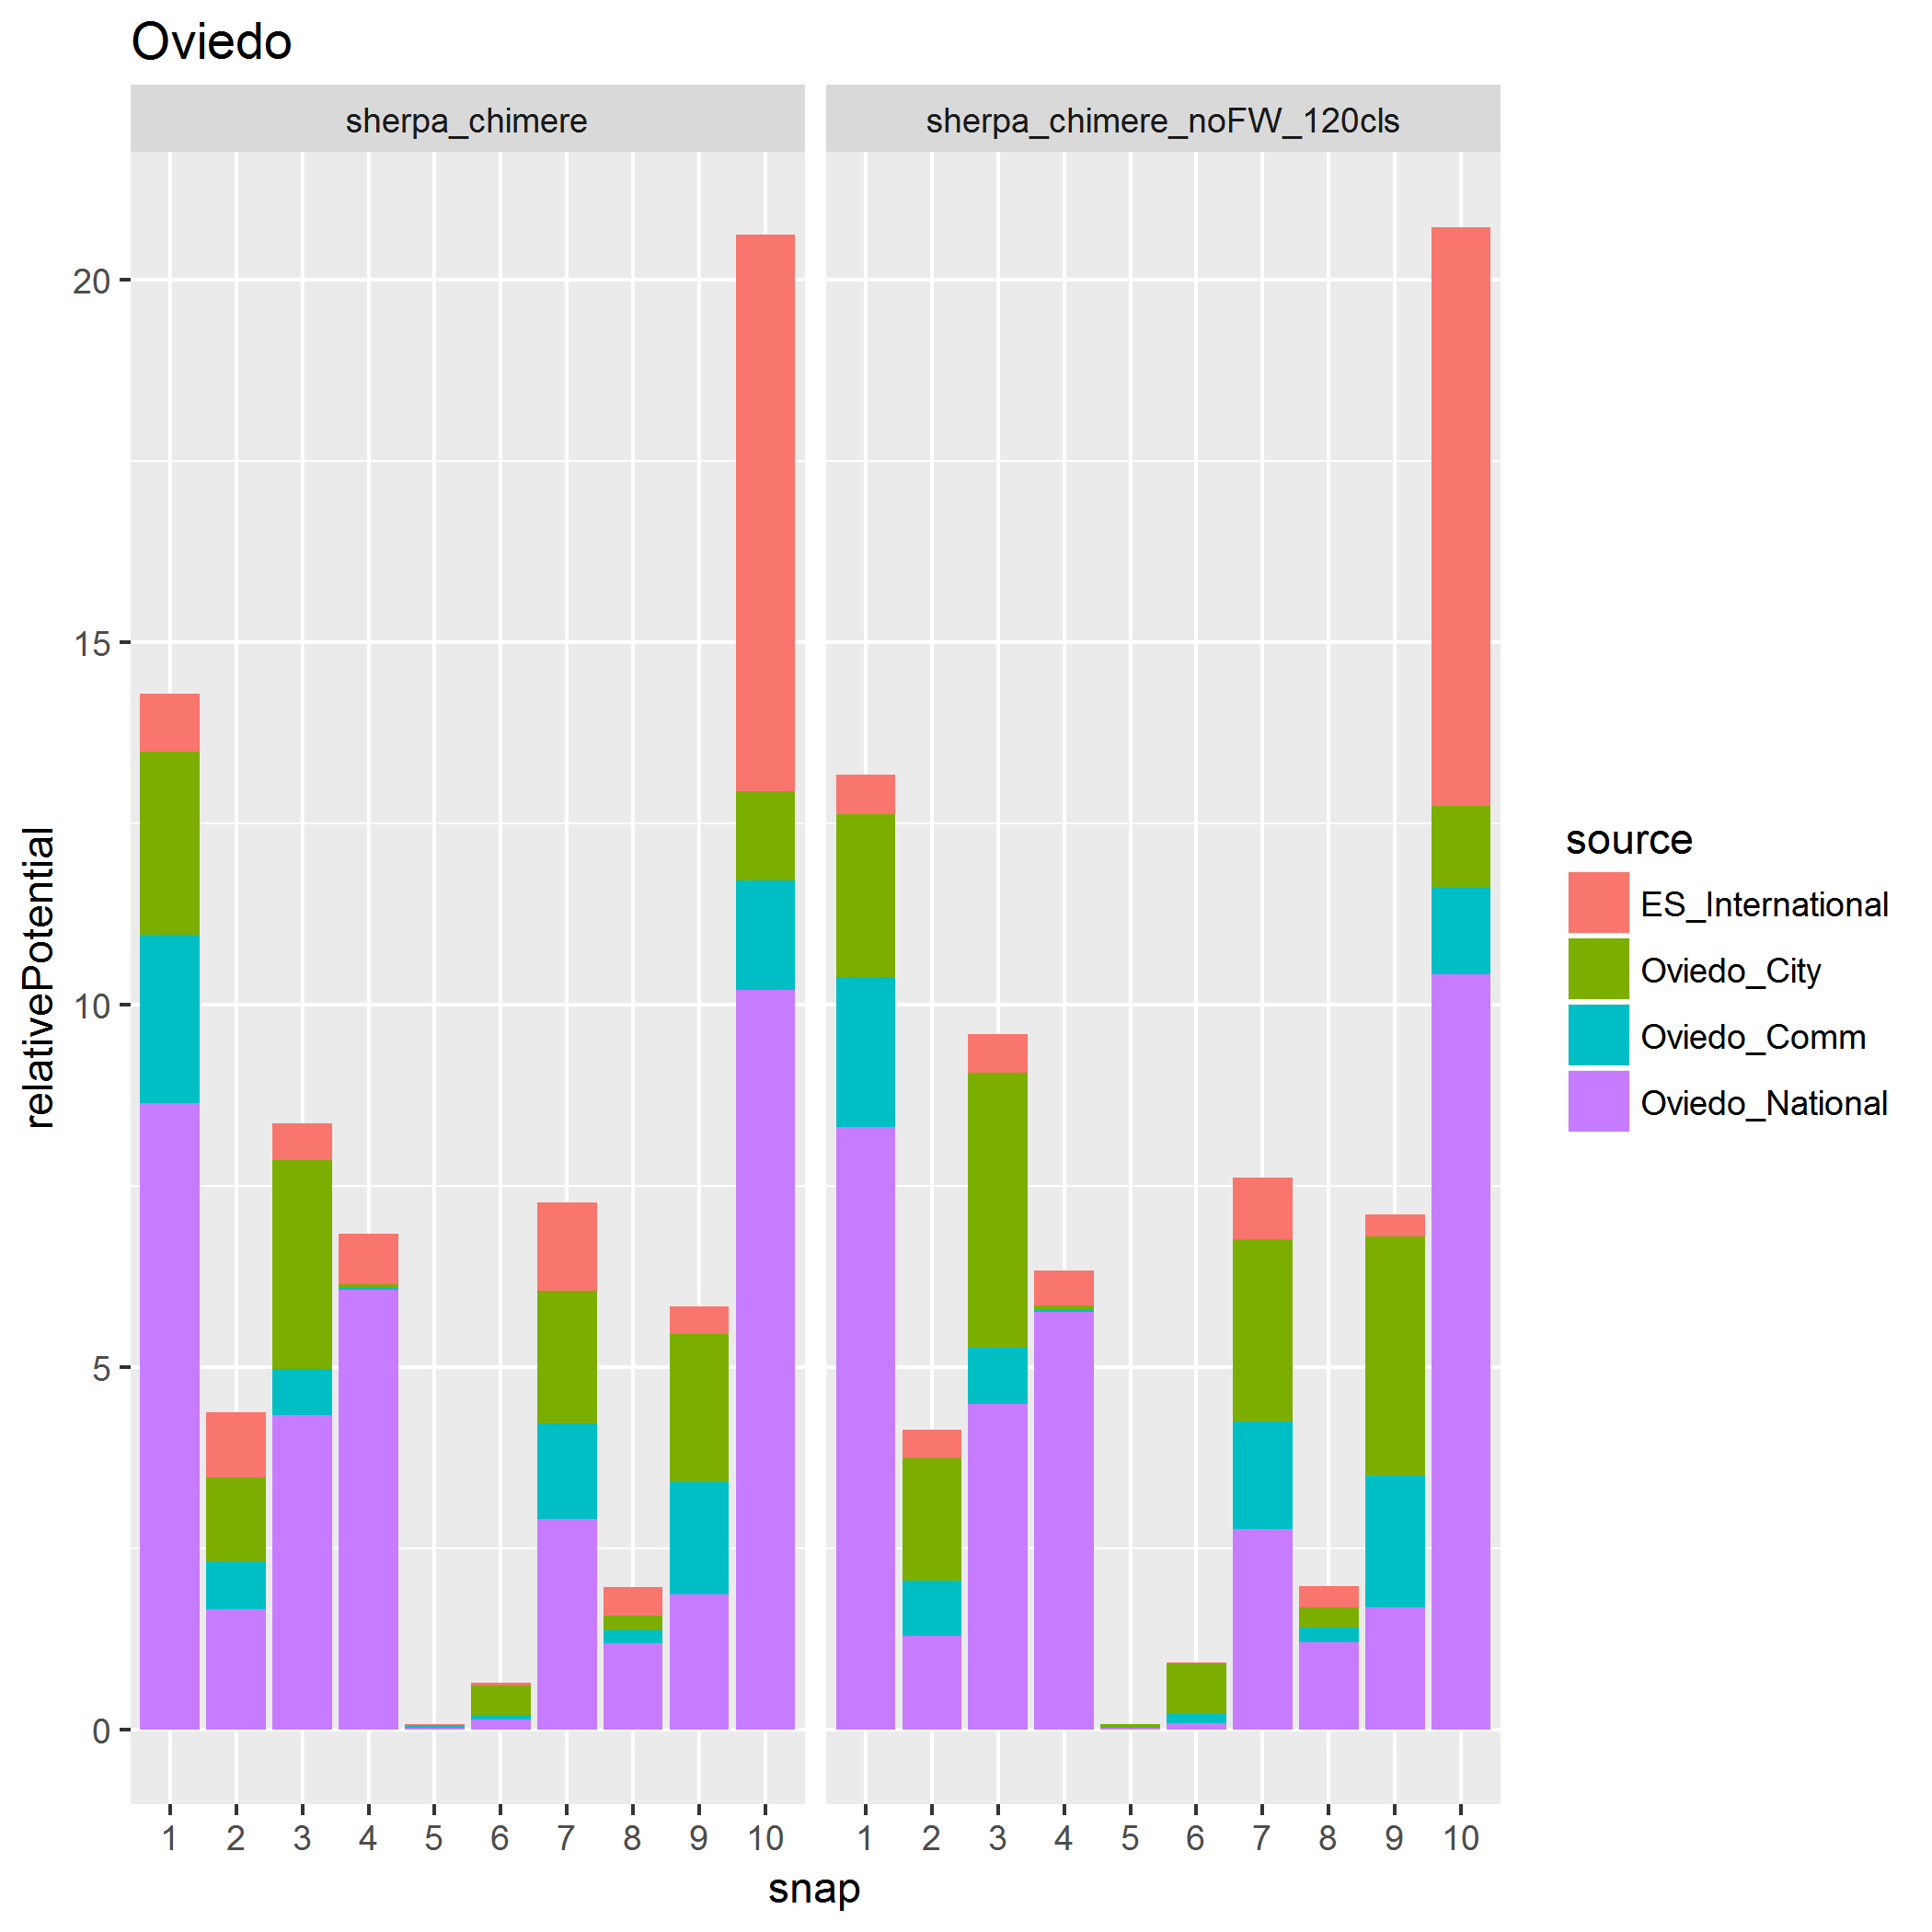 Oviedo
sherpa_chimere
sherpa_chimere_noFW_120cls
20
15
10
5
0
relativePotential
1 2 3 4 5 6 7 8 9 10
1 2 3 4 5 6 7 8 9 10
snap
source
ES_International
Oviedo_City
Oviedo_Comm
Oviedo_National